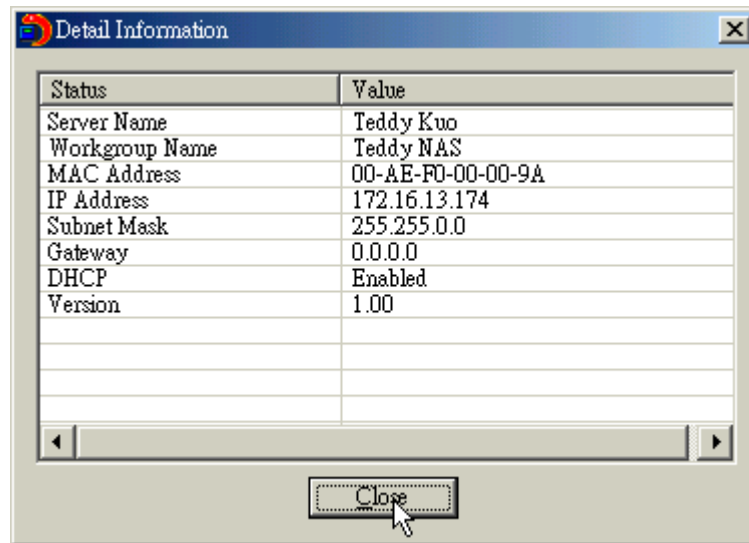 Detail Information
Status Value
Server Name Teddy Kuo
Workgroup Name Teddy NAS
MAC Address 00-AE-F0-00-00-9A
IP Address 172.16.13.174
Subnet Mask 255.255.0.0
Gateway 0.0.0.0
DHCP Enabled
Version 1.00
Close